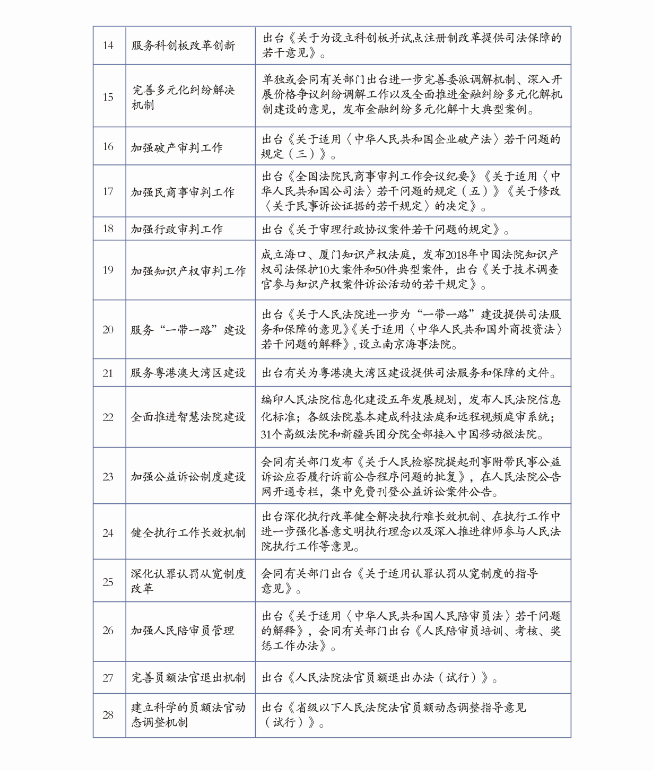 14
服务科创板改革创新
出台《关于为设立科创板并试点注册制改革提供司法保障的
若干意见》。
15
完善多元化纠纷解决
机制
单独或会同有关部门出台进一步完善委派调解机制、深入开
展价格争议纠纷调解工作以及全面推进金融纠纷多元化解机
制建设的意见，发布金融纠纷多元化解十大典型案例。
16
加强破产审判工作
出台《关于适用〈中华人民共和国企业破产法〉若干问题的
规定（三）》。
17
加强民商事审判工作
出台《全国法院民商事审判工作会议纪要》《关于适用〈中
华人民共和国公司法〉若干问题的规定（五）》《关于修改
〈关于民事诉讼证据的若干规定〉的决定》。
18
加强行政审判工作
出台《关于审理行政协议案件若干问题的规定》。
19
加强知识产权审判工作
成立海口、厦门知识产权法庭，发布2018年中国法院知识产
权司法保护10大案件和50件典型案件，出台《关于技术调查
官参与知识产权案件诉讼活动的若干规定》。
20
服务“一带一路”建设
出台《关于人民法院进一步为“一带一路”建设提供司法服
务和保障的意见》《关于适用〈中华人民共和国外商投资法〉
若干问题的解释》，设立南京海事法院。
21
服务粤港澳大湾区建设
出台有关为粤港澳大湾区建设提供司法服务和保障的文件。
22
全面推进智慧法院建设
编印人民法院信息化建设五年发展规划，发布人民法院信息
化标准；各级法院基本建成科技法庭和远程视频庭审系统；
31个高级法院和新疆兵团分院全部接入中国移动微法院。
23
加强公益诉讼制度建设
会同有关部门发布《关于人民检察院提起刑事附带民事公益
诉讼应否履行诉前公告程序问题的批复》，在人民法院公告
网开通专栏，集中免费刊登公益诉讼案件公告。
24
健全执行工作长效机制
出台深化执行改革健全解决执行难长效机制、在执行工作中
进一步强化善意文明执行理念以及深入推进律师参与人民法
院执行工作等意见。
25
深化认罪认罚从宽制度
改革
会同有关部门出台《关于适用认罪认罚从宽制度的指导
意见》。
26
加强人民陪审员管理
出台《关于适用〈中华人民共和国人民陪审员法〉若干问题
的解释》，会同有关部门出台《人民陪审员培训、考核、奖
惩工作办法》。
27
完善员额法官退出机制
出台《人民法院法官员额退出办法（试行）》。
28
建立科学的员额法官动
态调整机制
出台《省级以下人民法院法官员额动态调整指导意见
（试行）》。